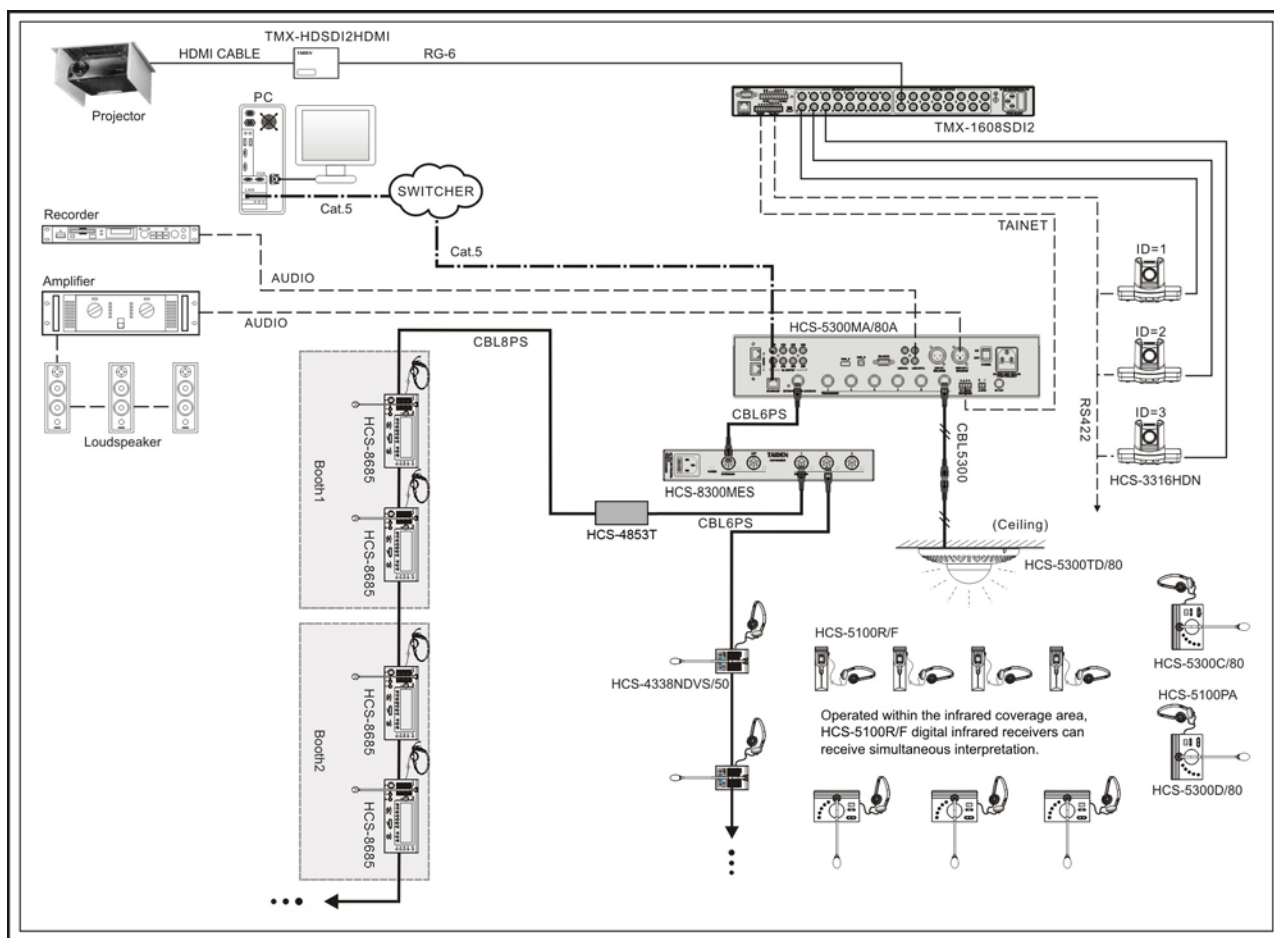 TMX-HDSDI2HDMI
HDMI CABLE
RG-6
Projector
PC
TMX-1608SDI2
SWITCHER
Cat.5
Recorder
Cat.5
TAINET
ID=1
AUDIO
Amplifier
AUDIO
HCS-5300MA/80A
CBL8PS
ID=2
RS422
CBL6PS
CBL5300
Loudspeaker
ID=3
HCS-3316HDN
TAIDEN
HCS-8300MES
CBL6PS
HCS-4853T
(Ceiling)
HCS-5300TD/80
Booth1
HCS-8685
HCS-8685
HCS-5100R/F
HCS-5300C/80
HCS-4338NDVS/50
HCS-5100PA
Operated within the infrared coverage area,
HCS-5100R/F digital infrared receivers can
receive simultaneous interpretation.
HCS-5300D/80
Booth2
HCS-8685
HCS-8685